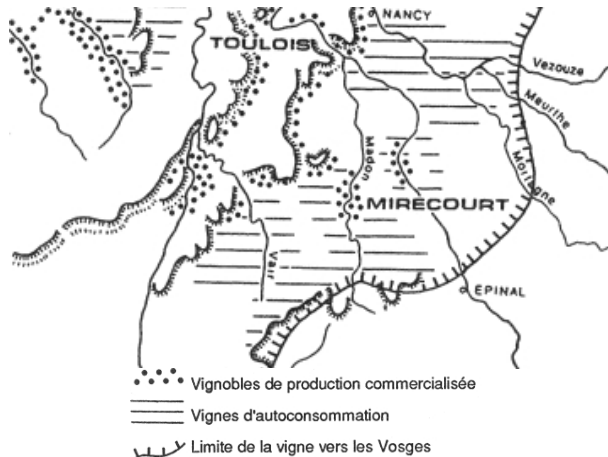 NANCY
TOULOIS
Vezouze
Meurthe
Madon
Mortagne
MIRECOURT
Vair
EPINAL
Vignobles de production commercialisée
Vignes d'autoconsommation
Limite de la vigne vers les Vosges